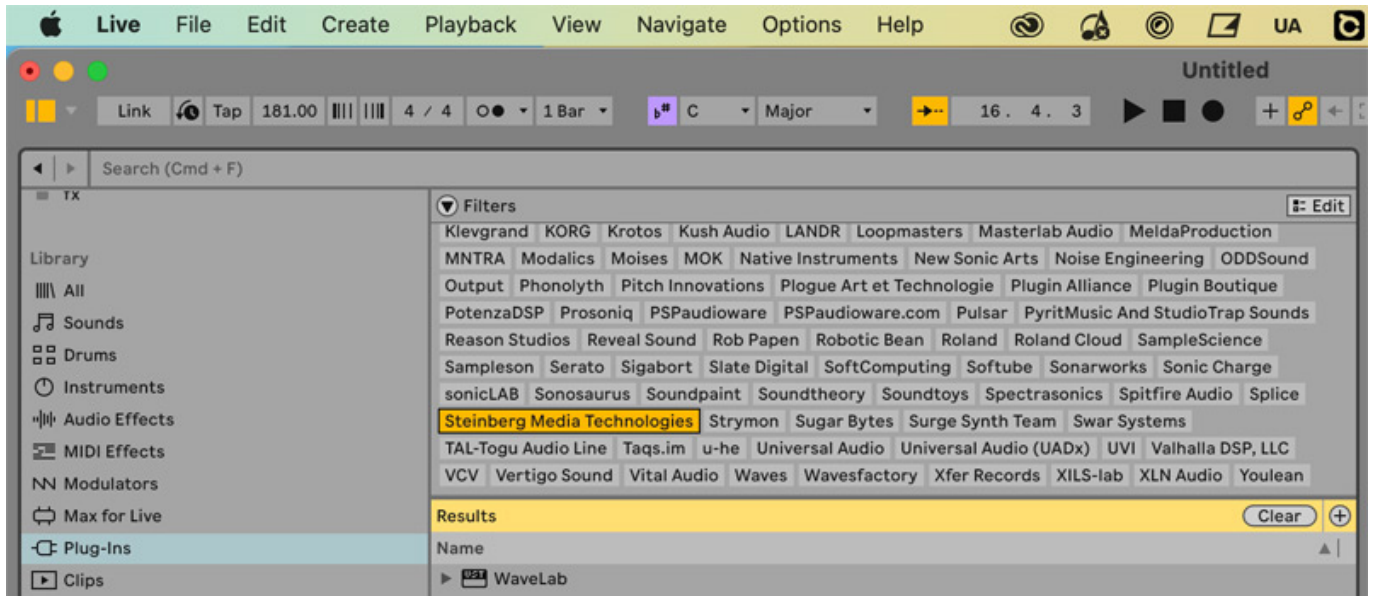 Live File Edit Create Playback View Navigate Options Help UA
Untitled
Link Tap 181.00 4 / 4 1 Bar b# C Major 16. 4. 3
Search (Cmd + F)
TX
Filters Edit
Klevgrand KORG Krotos Kush Audio LANDR Loopmasters Masterlab Audio MeldaProduction
Library
MNTRA Modalics Moises MOK Native Instruments New Sonic Arts Noise Engineering ODDSound
All
Output Phonolyth Pitch Innovations Plogue Art et Technologie Plugin Alliance Plugin Boutique
Sounds
PotenzaDSP Prosoniq PSPaudioware PSPaudioware.com Pulsar PyritMusic And StudioTrap Sounds
Drums
Reason Studios Reveal Sound Rob Papen Robotic Bean Roland Roland Cloud SampleScience
Instruments
Sampleson Serato Sigabort Slate Digital SoftComputing Softube Sonarworks Sonic Charge
Audio Effects
sonicLAB Sonosaurus Soundpaint Soundtheory Soundtoys Spectrasonics Spitfire Audio Splice
MIDI Effects
Steinberg Media Technologies Strymon Sugar Bytes Surge Synth Team Swar Systems
Modulators
TAL-Togu Audio Line Taqs.im u-he Universal Audio Universal Audio (UADx) UVI Valhalla DSP, LLC
Max for Live
VCV Vertigo Sound Vital Audio Waves Wavesfactory Xfer Records XILS-lab XLN Audio Youlean
Plug-Ins
Results Clear
Clips
Name
VST WaveLab